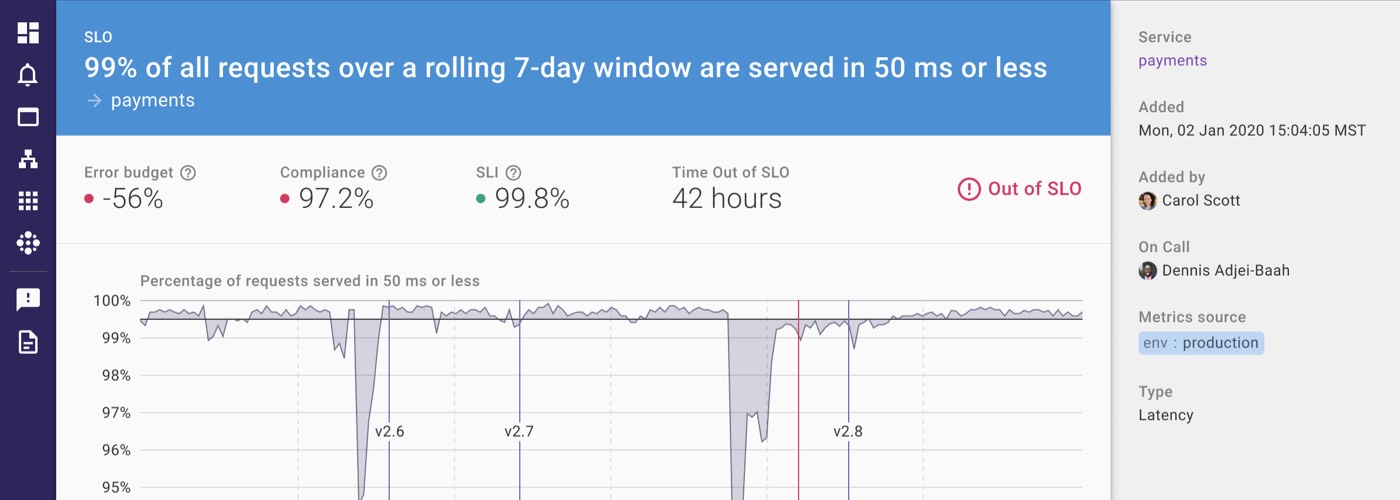 SLO
99% of all requests over a rolling 7-day window are served in 50 ms or less
→ payments
Error budget ?
-56%
Compliance ?
97.2%
SLI ?
99.8%
Time Out of SLO
42 hours
! Out of SLO
Percentage of requests served in 50 ms or less
100%
99%
98%
97%
96%
95%
v2.6
v2.7
v2.8
Service
payments
Added
Mon, 02 Jan 2020 15:04:05 MST
Added by
Carol Scott
On Call
Dennis Adjei-Baah
Metrics source
env : production
Type
Latency